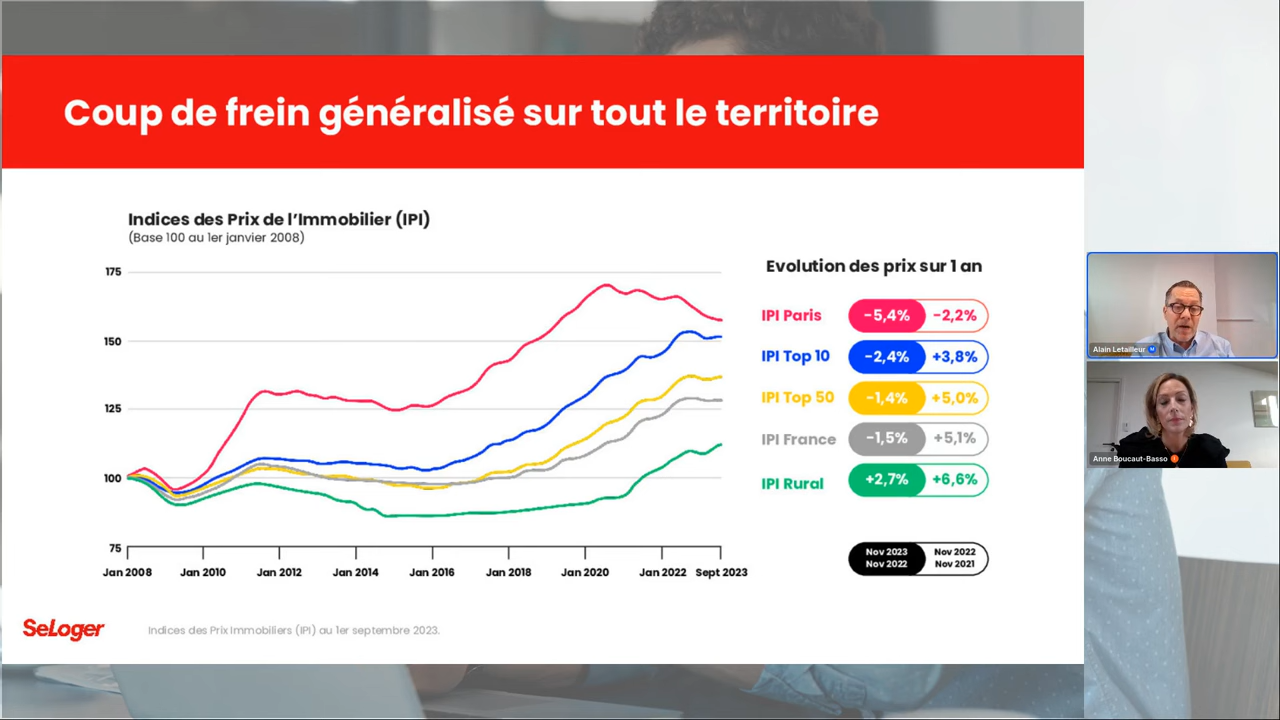 Coup de frein généralisé sur tout le territoire
Indices des Prix de l'Immobilier (IPI)
(Base 100 au 1er janvier 2008)
175
150
125
100
75
Jan 2008 Jan 2010 Jan 2012 Jan 2014 Jan 2016 Jan 2018 Jan 2020 Jan 2022 Sept 2023
Evolution des prix sur 1 an
IPI Paris -5,4% -2,2%
IPI Top 10 -2,4% +3,8%
IPI Top 50 -1,4% +5,0%
IPI France -1,5% +5,1%
IPI Rural +2,7% +6,6%
Nov 2023 Nov 2022
Nov 2022 Nov 2021
SeLoger
Indices des Prix Immobiliers (IPI) au 1er septembre 2023.
Alain Letailleur
Anne Boucaut-Basso